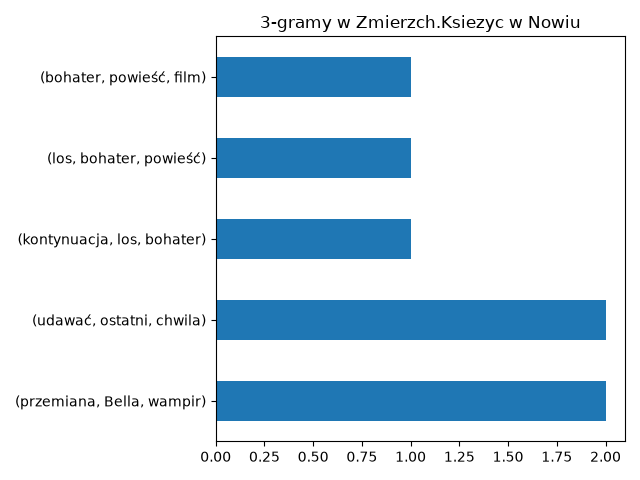 3-gramy w Zmierzch.Ksiezyc w Nowiu
(bohater, powieść, film)
(los, bohater, powieść)
(kontynuacja, los, bohater)
(udawać, ostatni, chwila)
(przemiana, Bella, wampir)
0.00 0.25 0.50 0.75 1.00 1.25 1.50 1.75 2.00